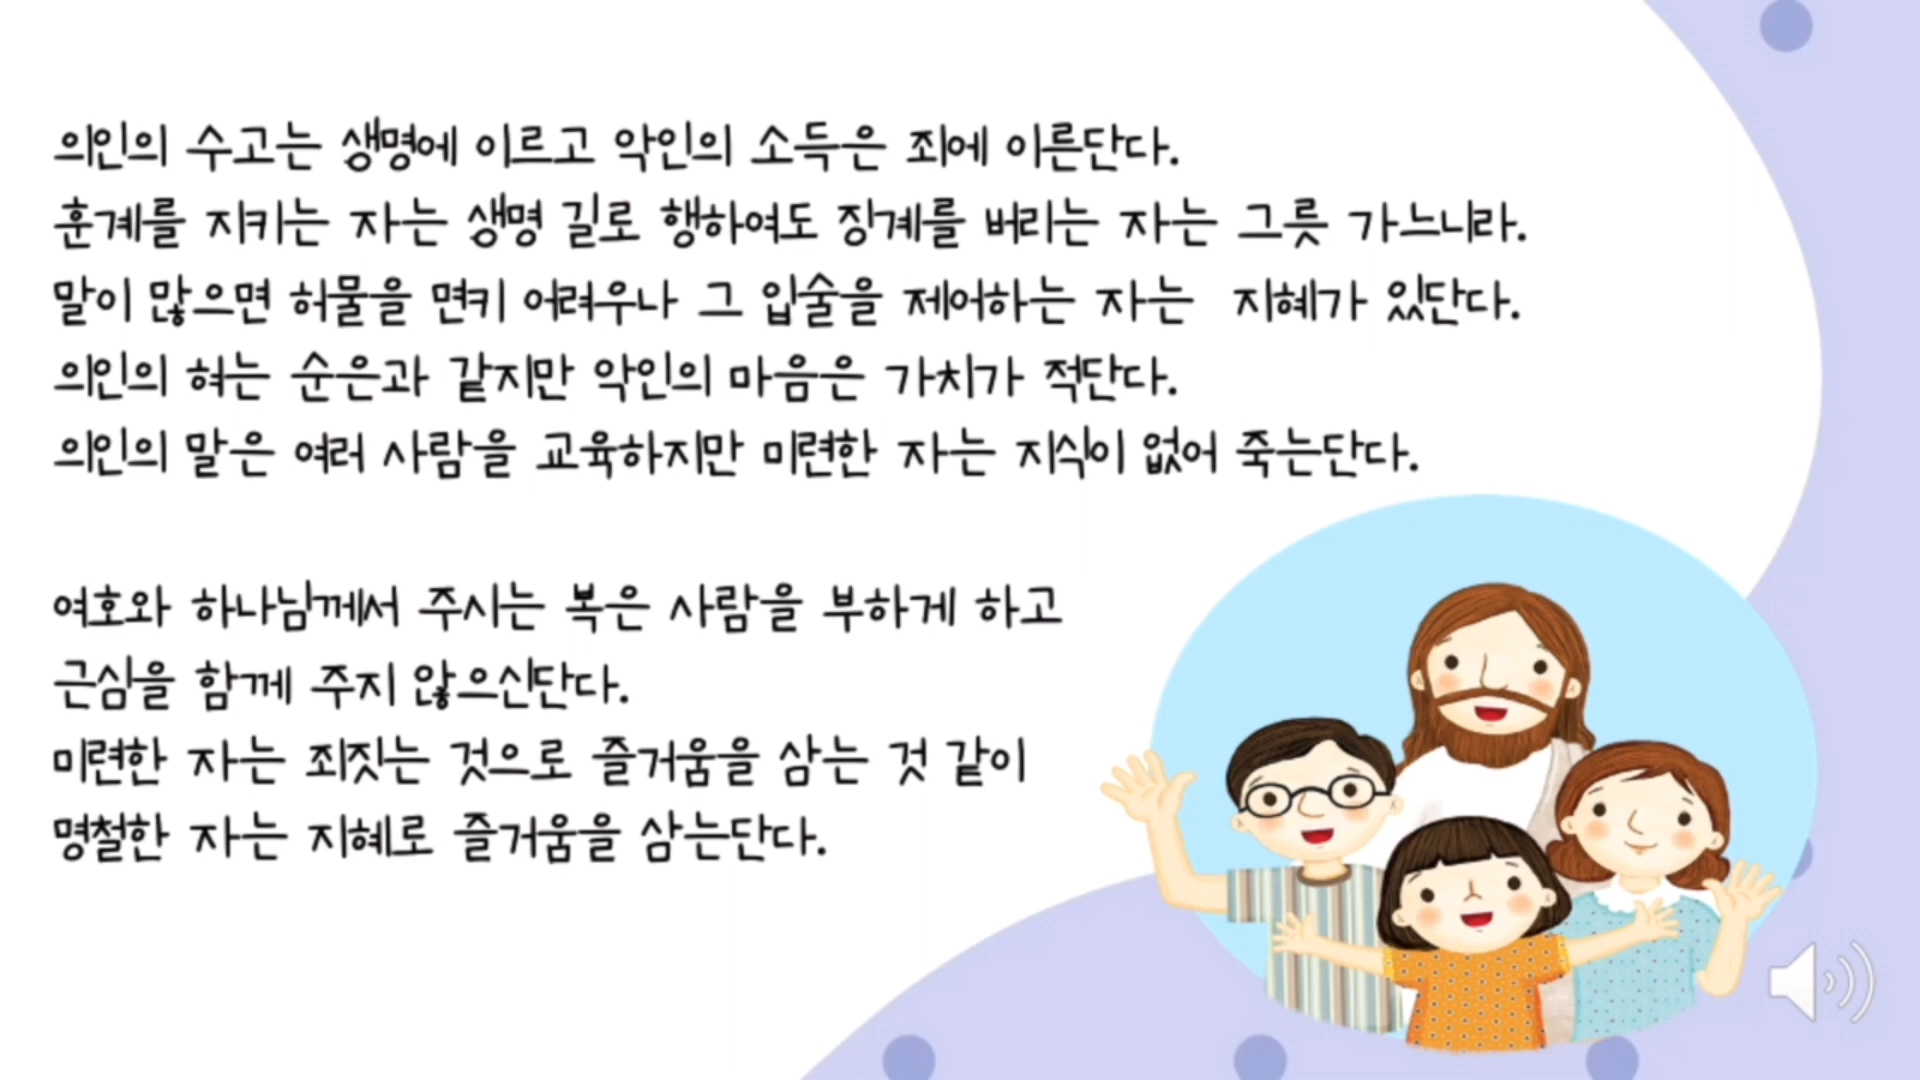 의인의 수고는 생명에 이르고 악인의 소득은 죄에 이른단다.
훈계를 지키는 자는 생명 길로 행하여도 징계를 버리는 자는 그릇 가느니라.
말이 많으면 허물을 면키 어려우나 그 입술을 제어하는 자는 지혜가 있단다.
의인의 혀는 순은과 같지만 악인의 마음은 가치가 적단다.
의인의 말은 여러 사람을 교육하지만 미련한 자는 지식이 없어 죽는단다.
여호와 하나님께서 주시는 복은 사람을 부하게 하고
근심을 함께 주지 않으신단다.
미련한 자는 죄짓는 것으로 즐거움을 삼는 것 같이
명철한 자는 지혜로 즐거움을 삼는단다.